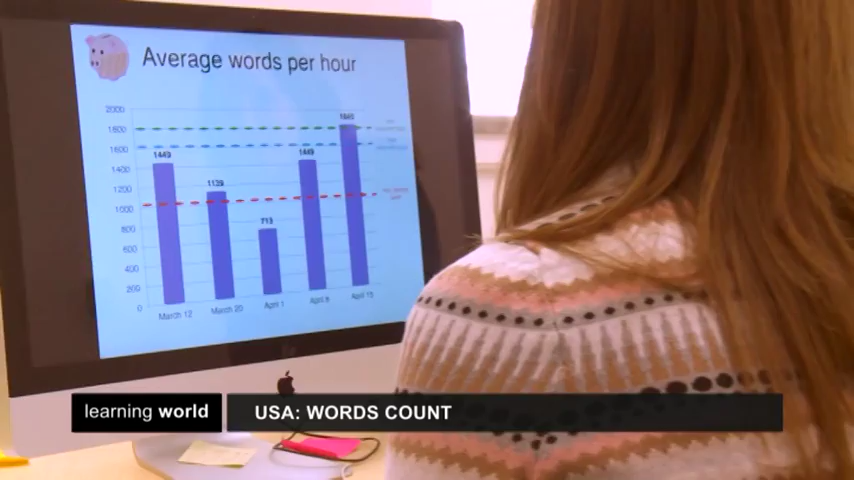 Average words per hour
2000
1800
1600
1400
1200
1000
800
600
400
200
0
1449
1139
713
1449
March 12
March 20
April 1
April 8
April 15
learning world
USA: WORDS COUNT